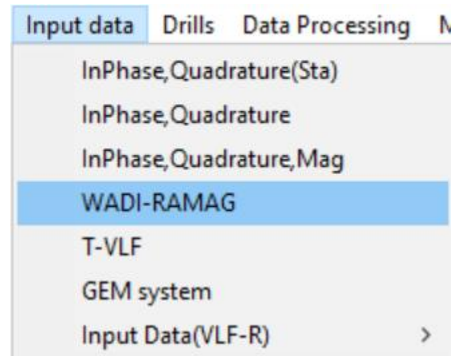 Input data Drills Data Processing
InPhase,Quadrature(Sta)
InPhase,Quadrature
InPhase,Quadrature,Mag
WADI-RAMAG
T-VLF
GEM system
Input Data(VLF-R) >